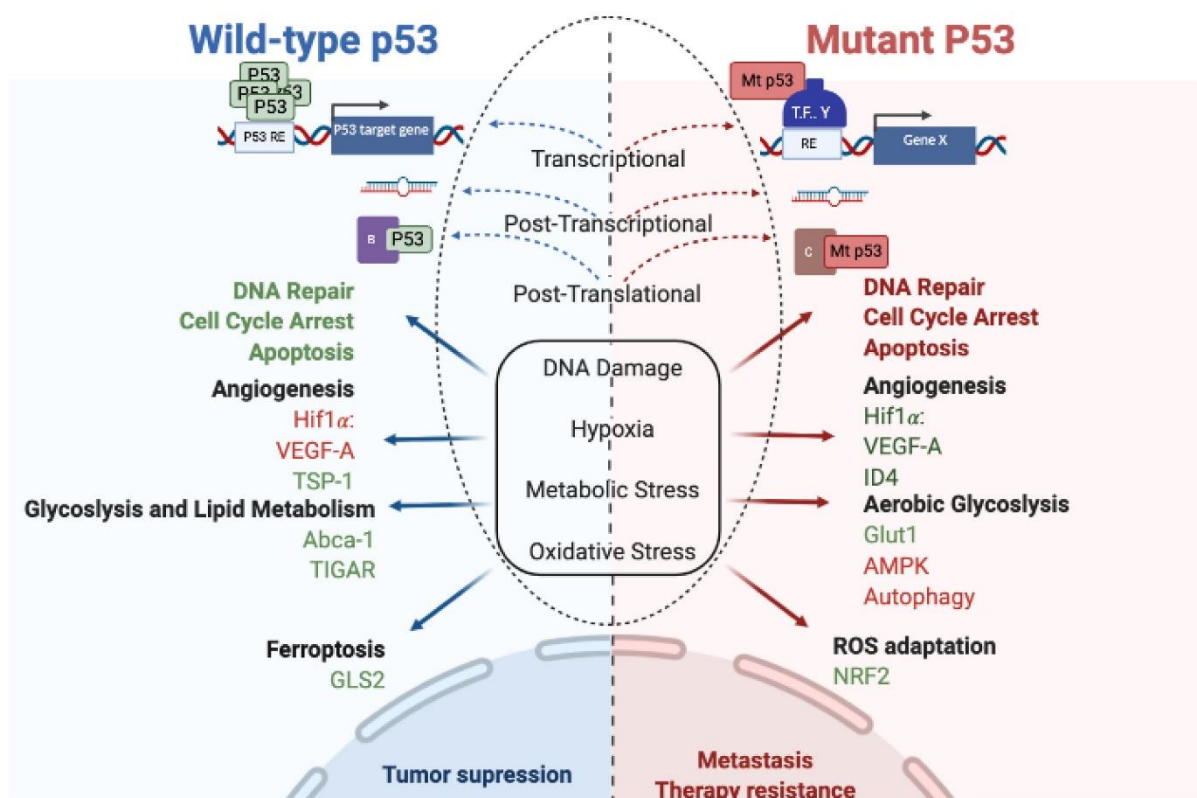 Wild-type p53
Mutant P53
P53
P53
53
P53
P53 RE
P53 target gene
Mt p53
T.F.. Y
RE
Gene X
Transcriptional
Post-Transcriptional
B
P53
C
Mt p53
Post-Translational
DNA Repair
Cell Cycle Arrest
Apoptosis
Angiogenesis
Hif1α:
VEGF-A
TSP-1
Glycoslysis and Lipid Metabolism
Abca-1
TIGAR
Ferroptosis
GLS2
DNA Damage
Hypoxia
Metabolic Stress
Oxidative Stress
DNA Repair
Cell Cycle Arrest
Apoptosis
Angiogenesis
Hif1α:
VEGF-A
ID4
Aerobic Glycoslysis
Glut1
AMPK
Autophagy
ROS adaptation
NRF2
Tumor supression
Metastasis
Therapy resistance